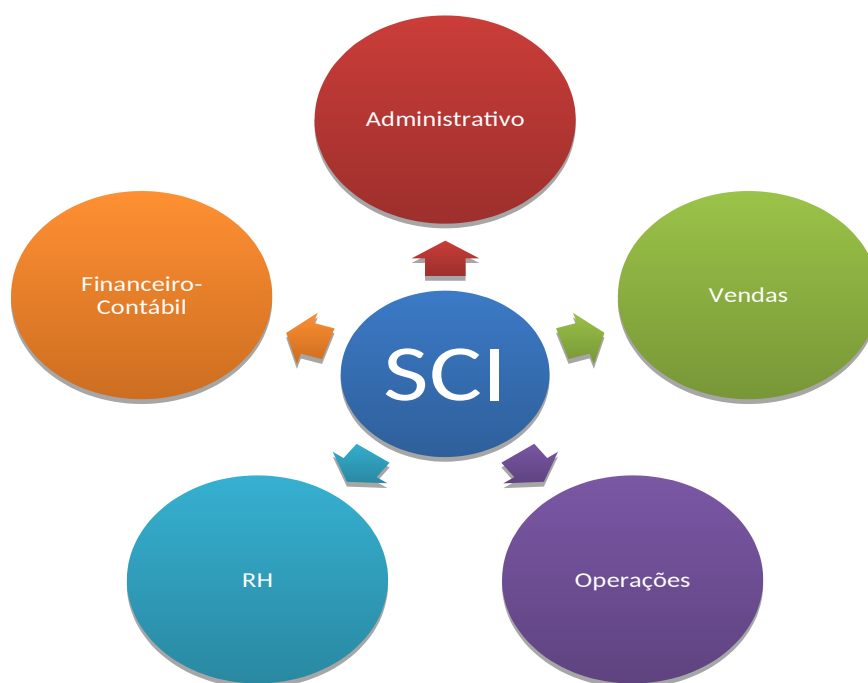 Administrativo
Financeiro-
Contábil
Vendas
SCI
RH
Operações